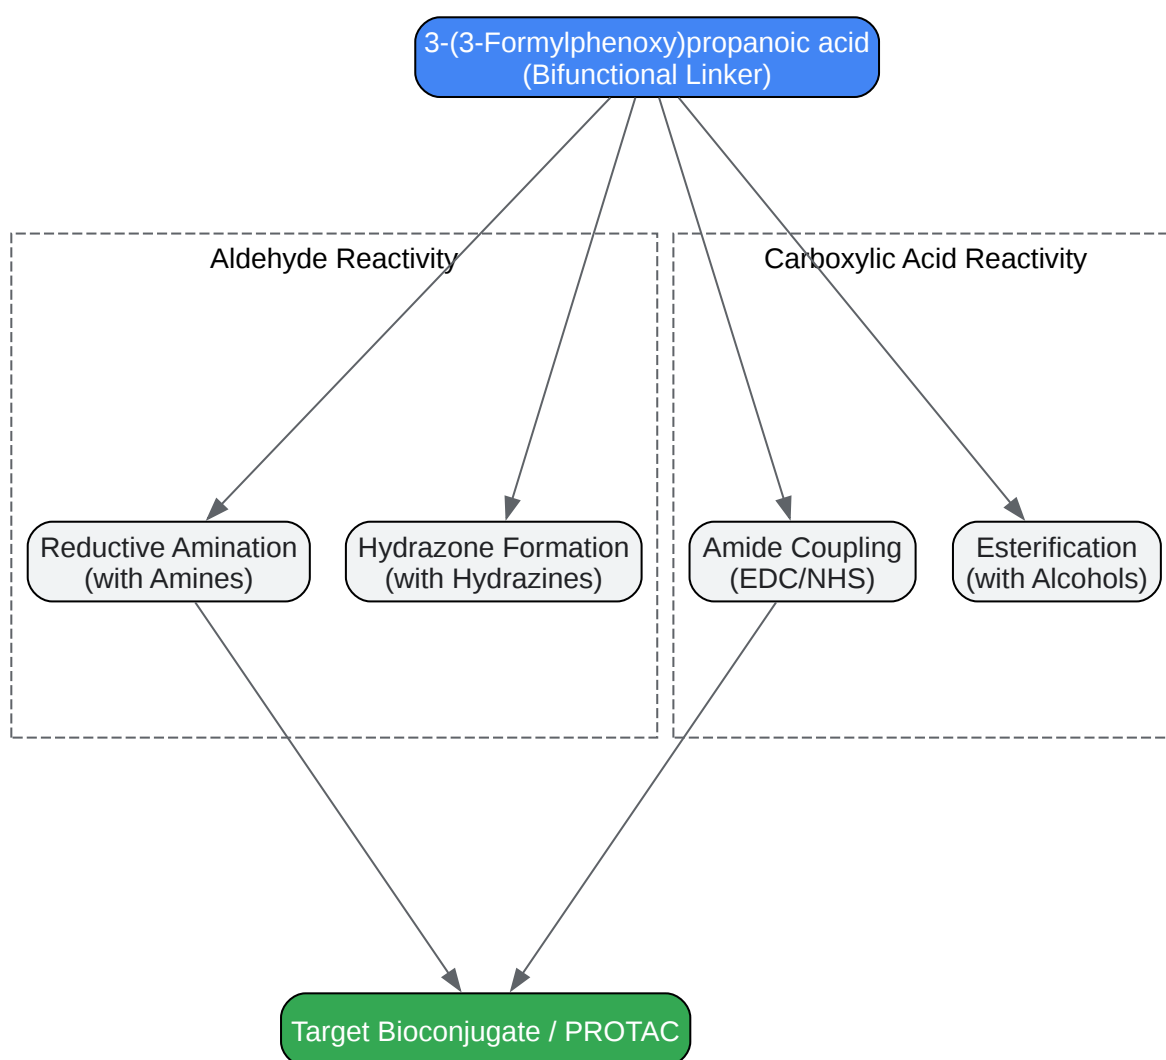 3-(3-Formylphenoxy)propanoic acid
(Bifunctional Linker)
Aldehyde Reactivity
Carboxylic Acid Reactivity
Reductive Amination
(with Amines)
Hydrazone Formation
(with Hydrazines)
Amide Coupling
(EDC/NHS)
Esterification
(with Alcohols)
Target Bioconjugate / PROTAC